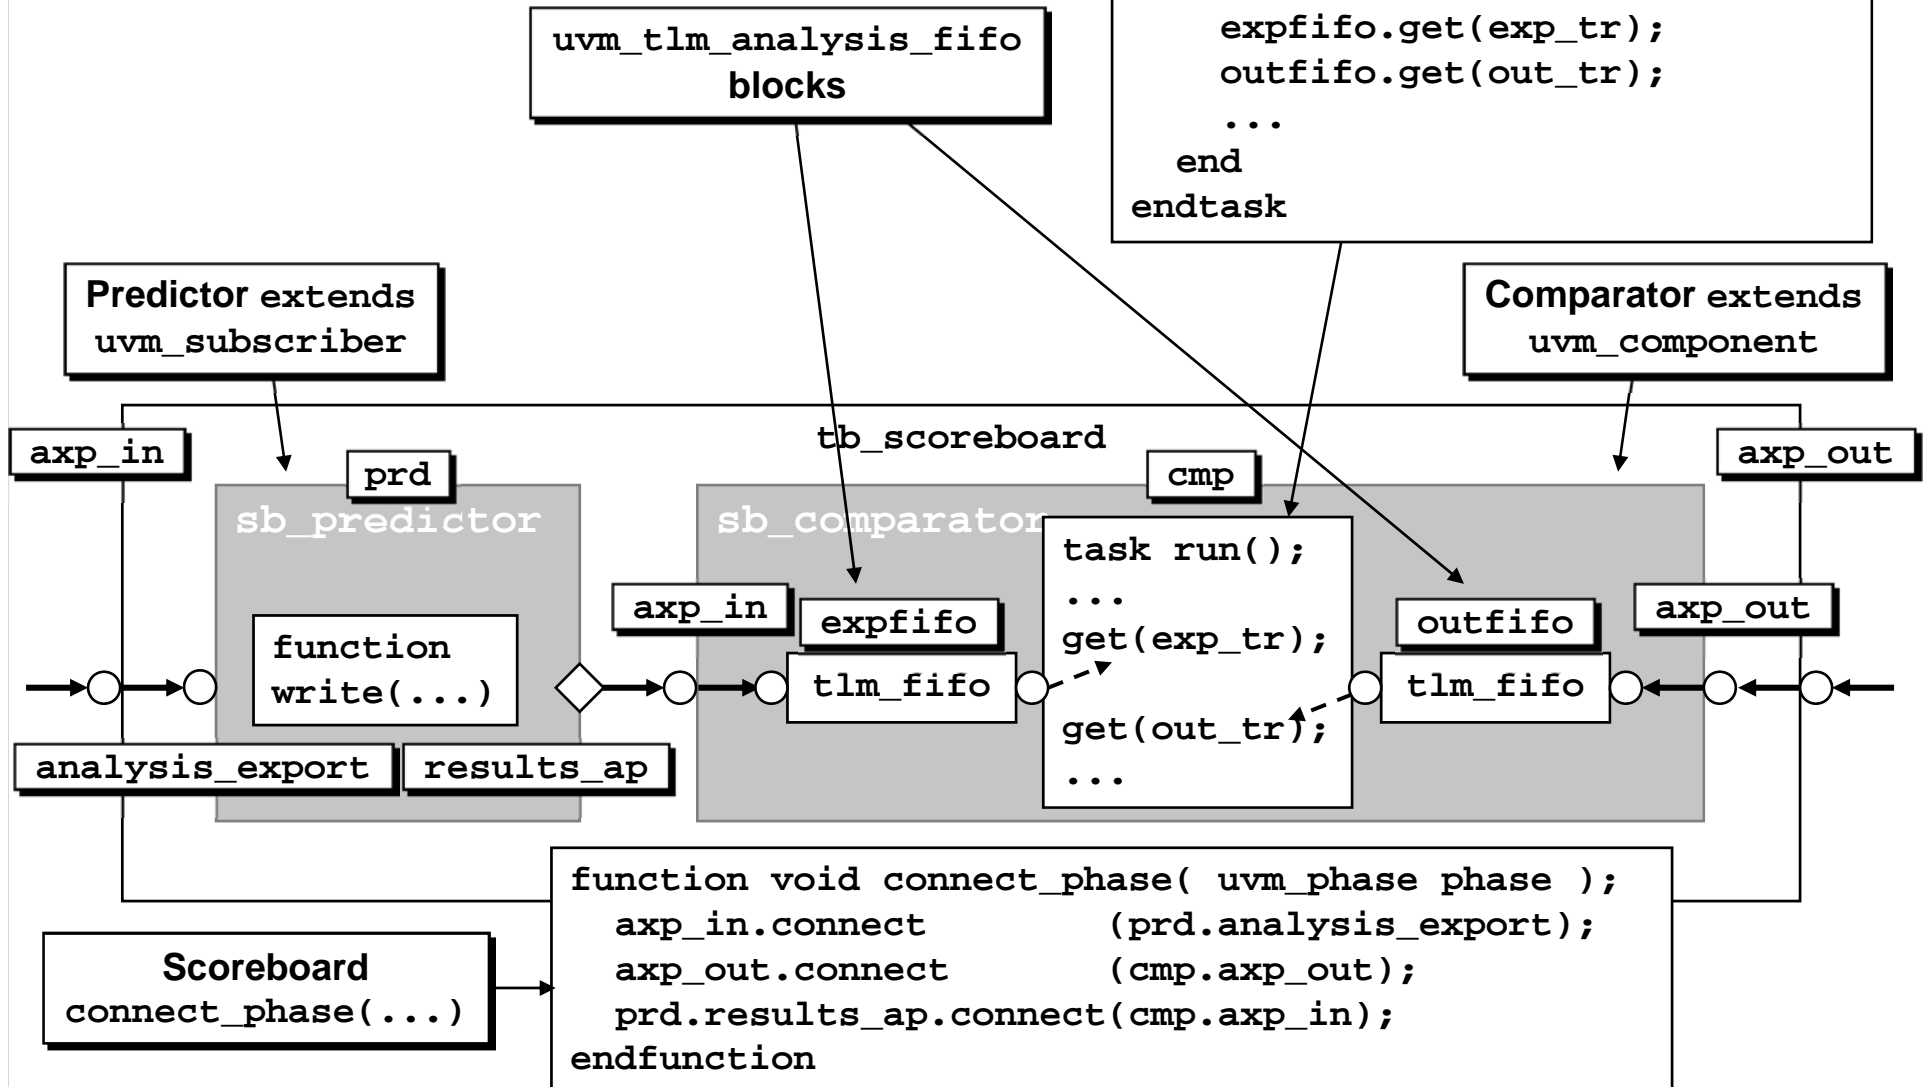 expfifo.get(exp_tr);
outfifo.get(out_tr);
...
end
endtask
uvm_tlm_analysis_fifo
blocks
Predictor extends
uvm_subscriber
Comparator extends
uvm_component
tb_scoreboard
axp_in
axp_out
prd
cmp
sb_predictor
sb_comparator
task run();
...
get(exp_tr);
get(out_tr);
...
function
write(...)
axp_in
expfifo
tlm_fifo
outfifo
tlm_fifo
axp_out
analysis_export
results_ap
function void connect_phase( uvm_phase phase );
axp_in.connect (prd.analysis_export);
axp_out.connect (cmp.axp_out);
prd.results_ap.connect(cmp.axp_in);
endfunction
Scoreboard
connect_phase(...)